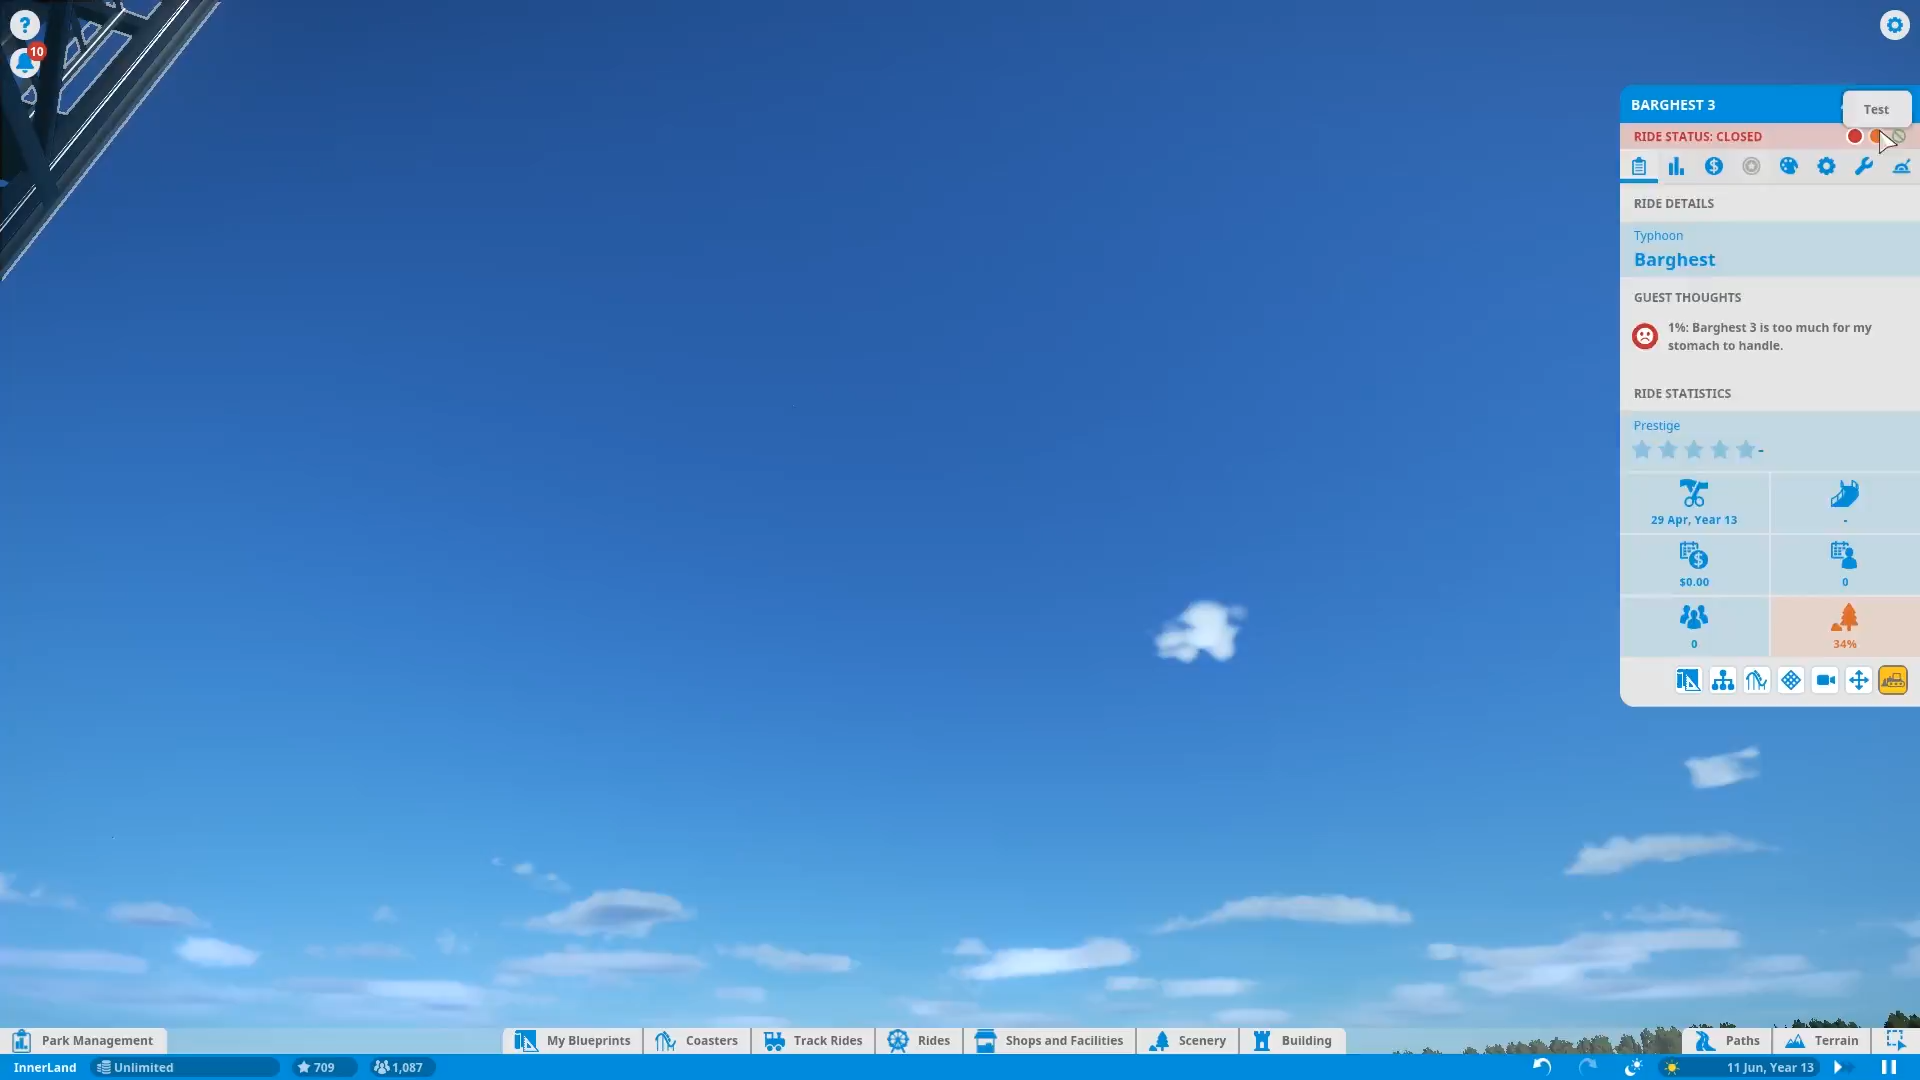 ?
10
BARGHEST 3
Test
RIDE STATUS: CLOSED
RIDE DETAILS
Typhoon
Barghest
GUEST THOUGHTS
1%: Barghest 3 is too much for my
stomach to handle.
RIDE STATISTICS
Prestige
-
29 Apr, Year 13
-
$0.00
0
0
34%
Park Management
My Blueprints
Coasters
Track Rides
Rides
Shops and Facilities
Scenery
Building
Paths
Terrain
InnerLand
Unlimited
709
1,087
11 Jun, Year 13